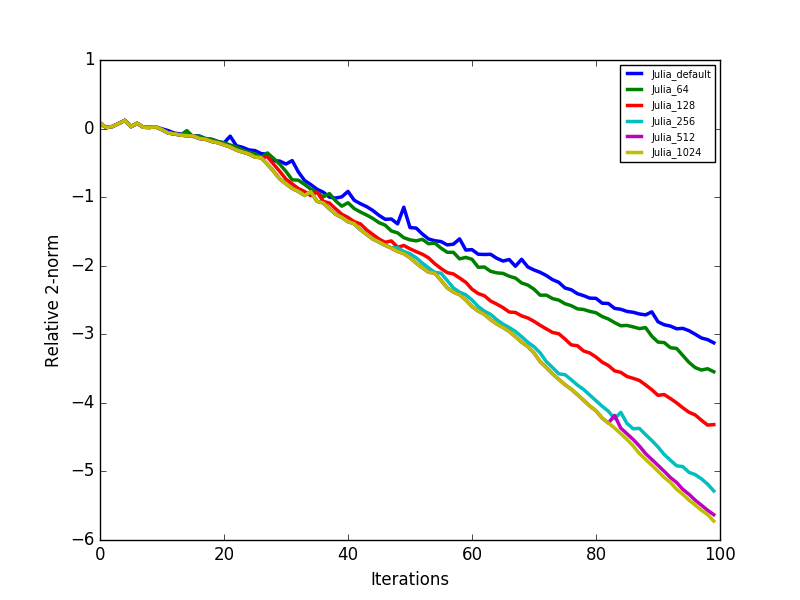 1
0
−1
−2
−3
−4
−5
−6
Relative 2-norm
0 20 40 60 80 100
Iterations
Julia_default
Julia_64
Julia_128
Julia_256
Julia_512
Julia_1024